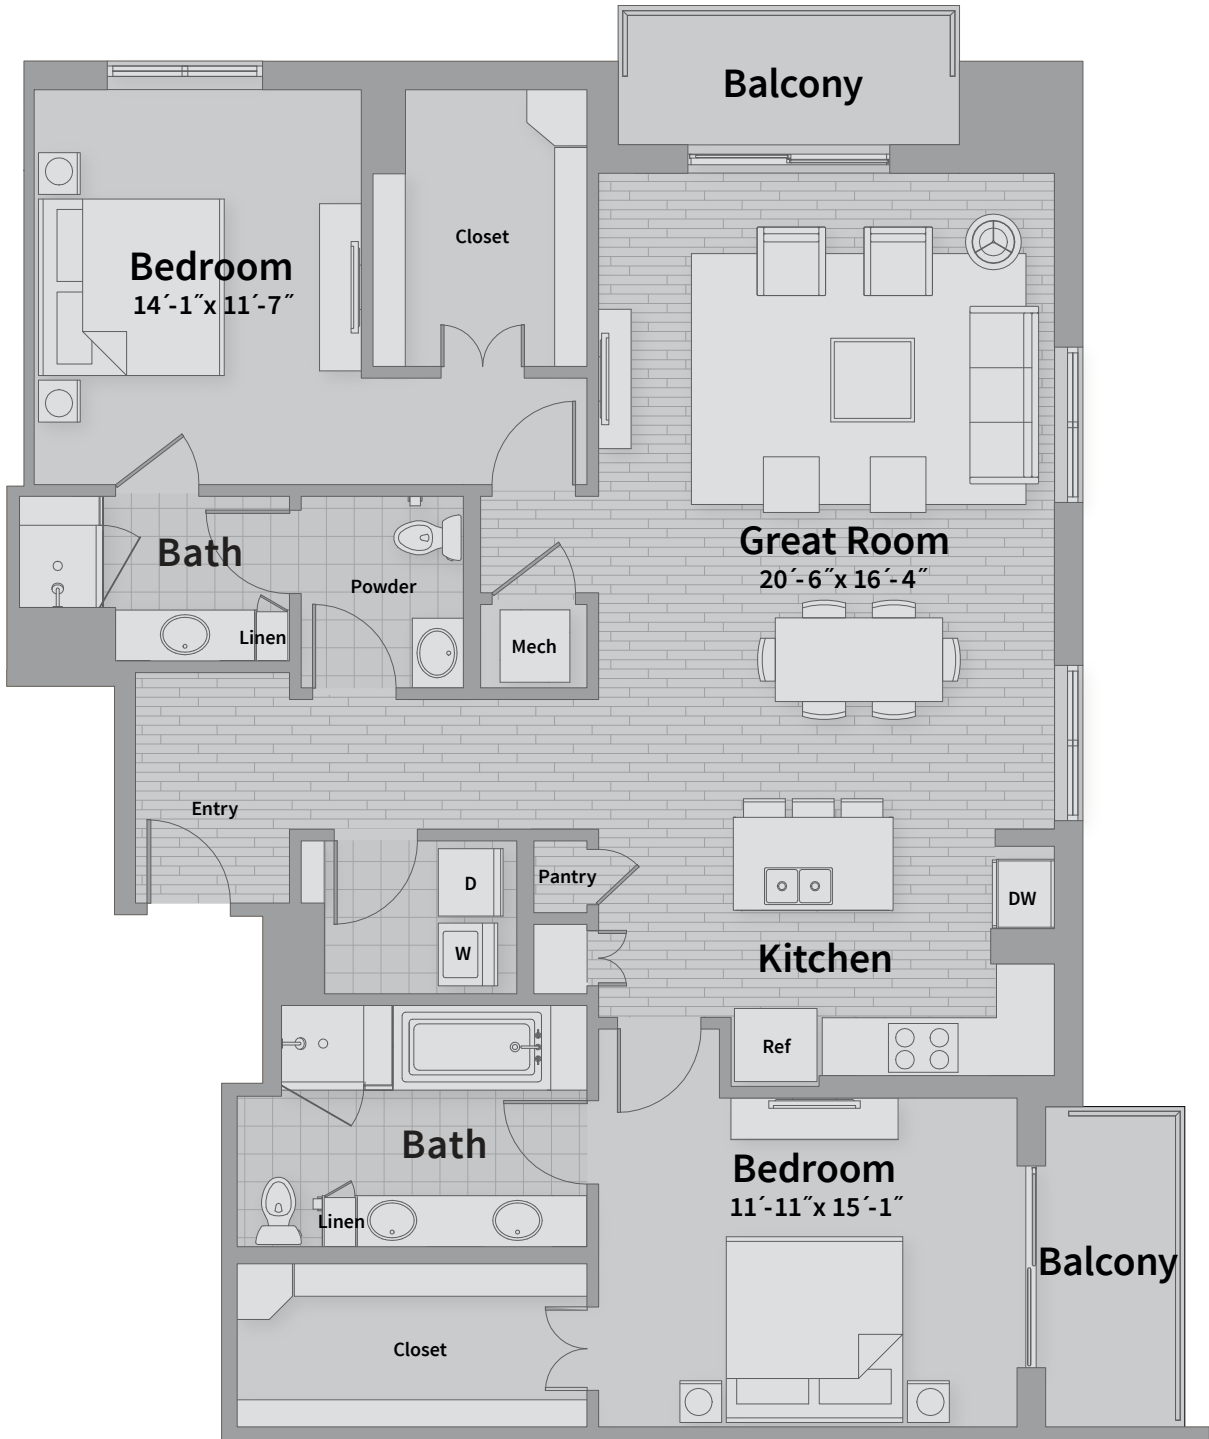 Balcony
Closet
Bedroom
14´-1˝x 11´-7˝
Great Room
20´-6˝x 16´-4˝
Bath
Powder
Linen
Mech
Entry
Pantry
D
DW
W
Kitchen
Ref
Bath
Bedroom
11´-11˝x 15´-1˝
Linen
Balcony
Closet